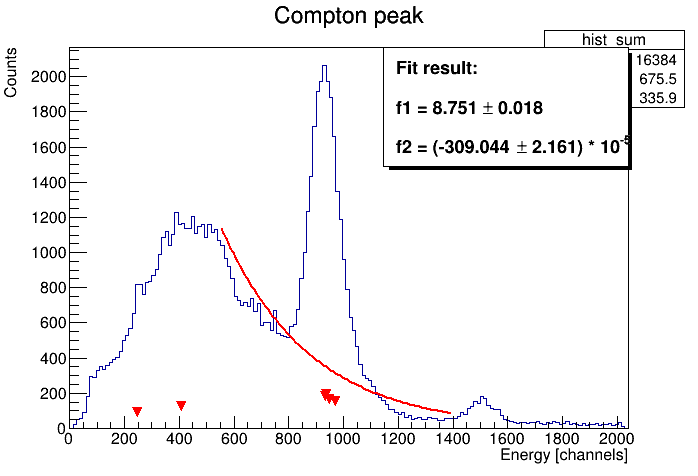 Compton peak
Counts
hist_sum
16384
675.5
335.9
Fit result:
f1 = 8.751 ± 0.018
f2 = (-309.044 ± 2.161) * 10-5
2000
1800
1600
1400
1200
1000
800
600
400
200
0
0 200 400 600 800 1000 1200 1400 1600 1800 2000
Energy [channels]